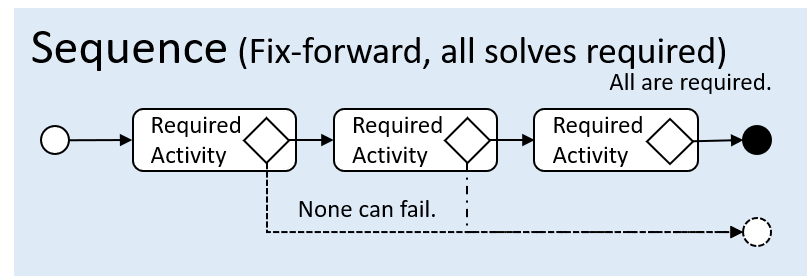 Sequence (Fix-forward, all solves required)
All are required.
Required
Activity
Required
Activity
Required
Activity
None can fail.